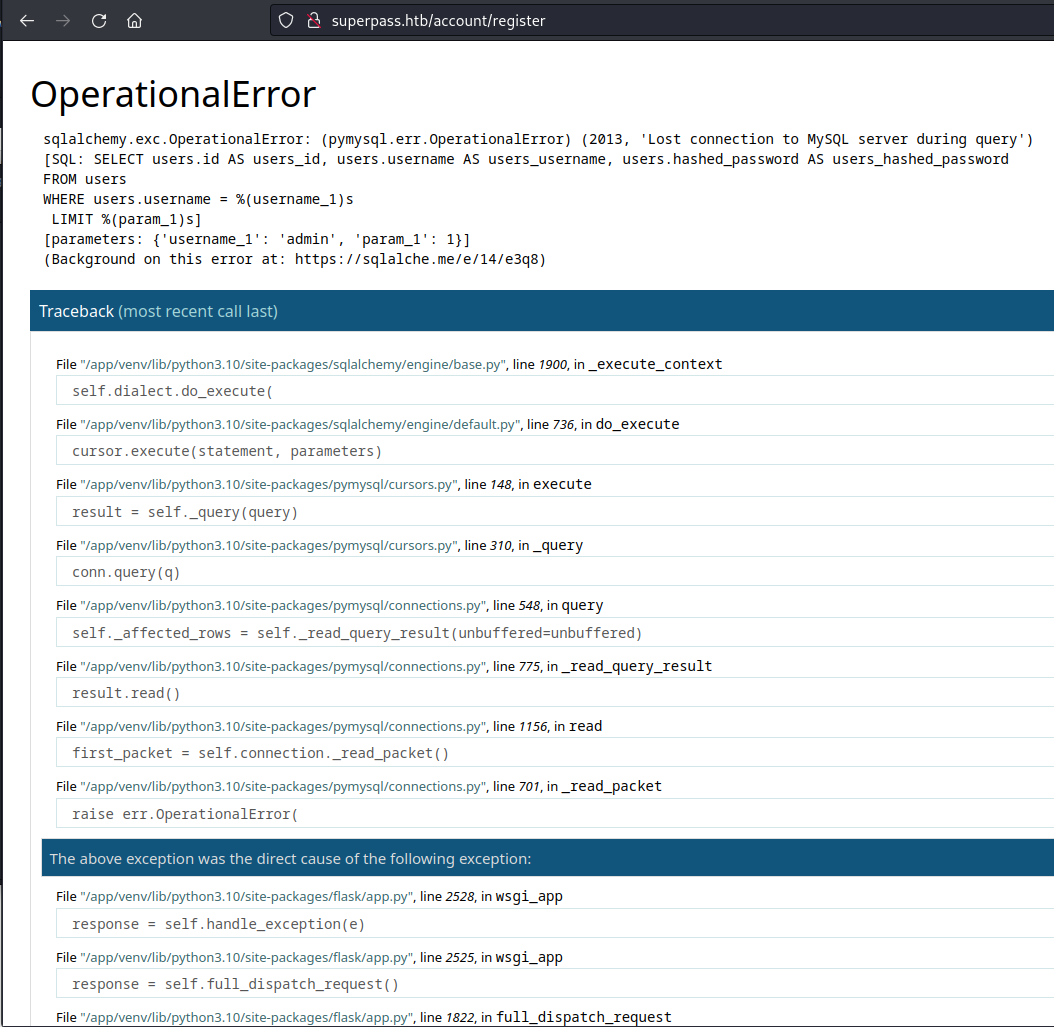 superpass.htb/account/register
OperationalError
sqlalchemy.exc.OperationalError: (pymysql.err.OperationalError) (2013, 'Lost connection to MySQL server during query')
[SQL: SELECT users.id AS users_id, users.username AS users_username, users.hashed_password AS users_hashed_password
FROM users
WHERE users.username = %(username_1)s
 LIMIT %(param_1)s]
[parameters: {'username_1': 'admin', 'param_1': 1}]
(Background on this error at: https://sqlalche.me/e/14/e3q8)
Traceback (most recent call last)
File "/app/venv/lib/python3.10/site-packages/sqlalchemy/engine/base.py", line 1900, in _execute_context
self.dialect.do_execute(
File "/app/venv/lib/python3.10/site-packages/sqlalchemy/engine/default.py", line 736, in do_execute
cursor.execute(statement, parameters)
File "/app/venv/lib/python3.10/site-packages/pymysql/cursors.py", line 148, in execute
result = self._query(query)
File "/app/venv/lib/python3.10/site-packages/pymysql/cursors.py", line 310, in _query
conn.query(q)
File "/app/venv/lib/python3.10/site-packages/pymysql/connections.py", line 548, in query
self._affected_rows = self._read_query_result(unbuffered=unbuffered)
File "/app/venv/lib/python3.10/site-packages/pymysql/connections.py", line 775, in _read_query_result
result.read()
File "/app/venv/lib/python3.10/site-packages/pymysql/connections.py", line 1156, in read
first_packet = self.connection._read_packet()
File "/app/venv/lib/python3.10/site-packages/pymysql/connections.py", line 701, in _read_packet
raise err.OperationalError(
The above exception was the direct cause of the following exception:
File "/app/venv/lib/python3.10/site-packages/flask/app.py", line 2528, in wsgi_app
response = self.handle_exception(e)
File "/app/venv/lib/python3.10/site-packages/flask/app.py", line 2525, in wsgi_app
response = self.full_dispatch_request()
File "/app/venv/lib/python3.10/site-packages/flask/app.py", line 1822, in full_dispatch_request